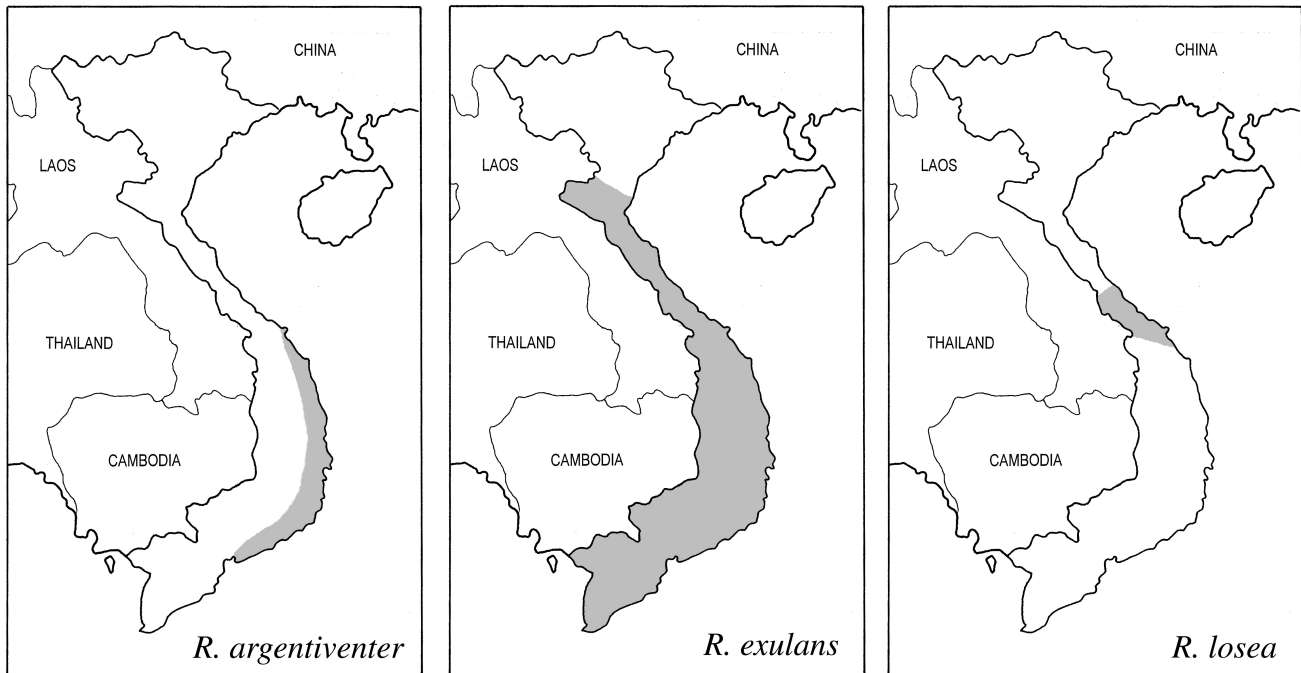 CHINA
LAOS
THAILAND
CAMBODIA
R. argentiventer
CHINA
LAOS
THAILAND
CAMBODIA
R. exulans
CHINA
LAOS
THAILAND
CAMBODIA
R. losea